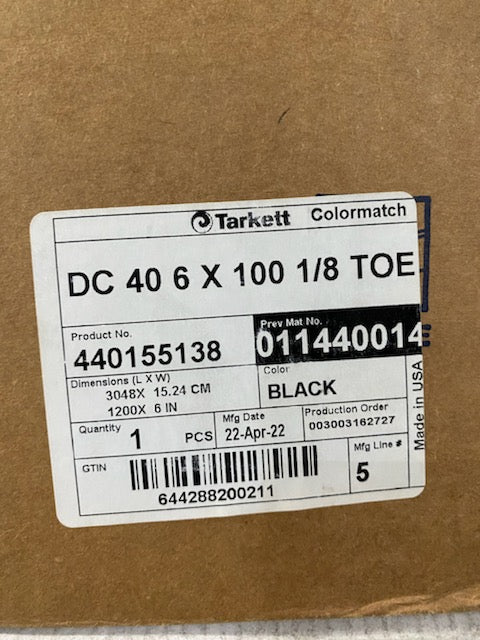 Tarkett Colormatch
DC 40 6 X 100 1/8 TOE
Product No.
440155138
Prev Mat No.
011440014
Dimensions (L X W)
3048X 15.24 CM
1200X 6 IN
Color
BLACK
Quantity
1 PCS
Mfg Date
22-Apr-22
Production Order
003003162727
Made in USA
GTIN
644288200211
Mfg Line #
5